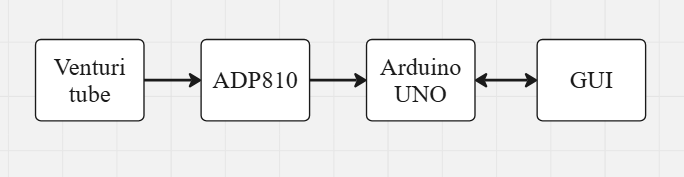 Venturi
tube
ADP810
Arduino
UNO
GUI